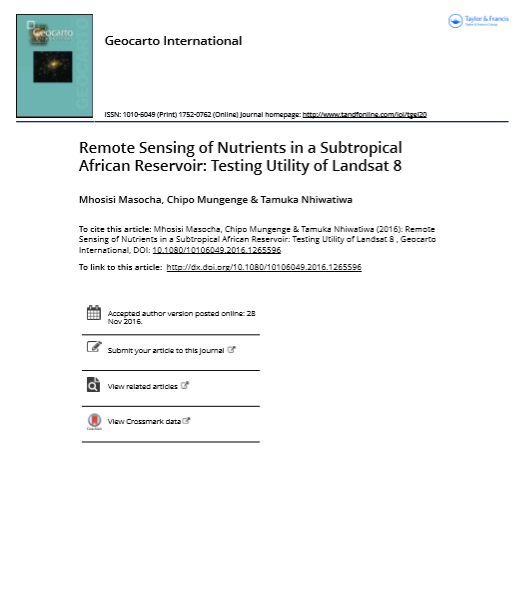 Geocarto
GEOCARTO
Taylor & Francis
Taylor & Francis Group
Geocarto International
ISSN: 1010-6049 (Print) 1752-0762 (Online) Journal homepage: http://www.tandfonline.com/loi/tgei20
Remote Sensing of Nutrients in a Subtropical
African Reservoir: Testing Utility of Landsat 8
Mhosisi Masocha, Chipo Mungenge & Tamuka Nhiwatiwa
To cite this article: Mhosisi Masocha, Chipo Mungenge & Tamuka Nhiwatiwa (2016): Remote
Sensing of Nutrients in a Subtropical African Reservoir: Testing Utility of Landsat 8 , Geocarto
International, DOI: 10.1080/10106049.2016.1265596
To link to this article: http://dx.doi.org/10.1080/10106049.2016.1265596
Accepted author version posted online: 28
Nov 2016.
Submit your article to this journal
View related articles
View Crossmark data
CrossMark